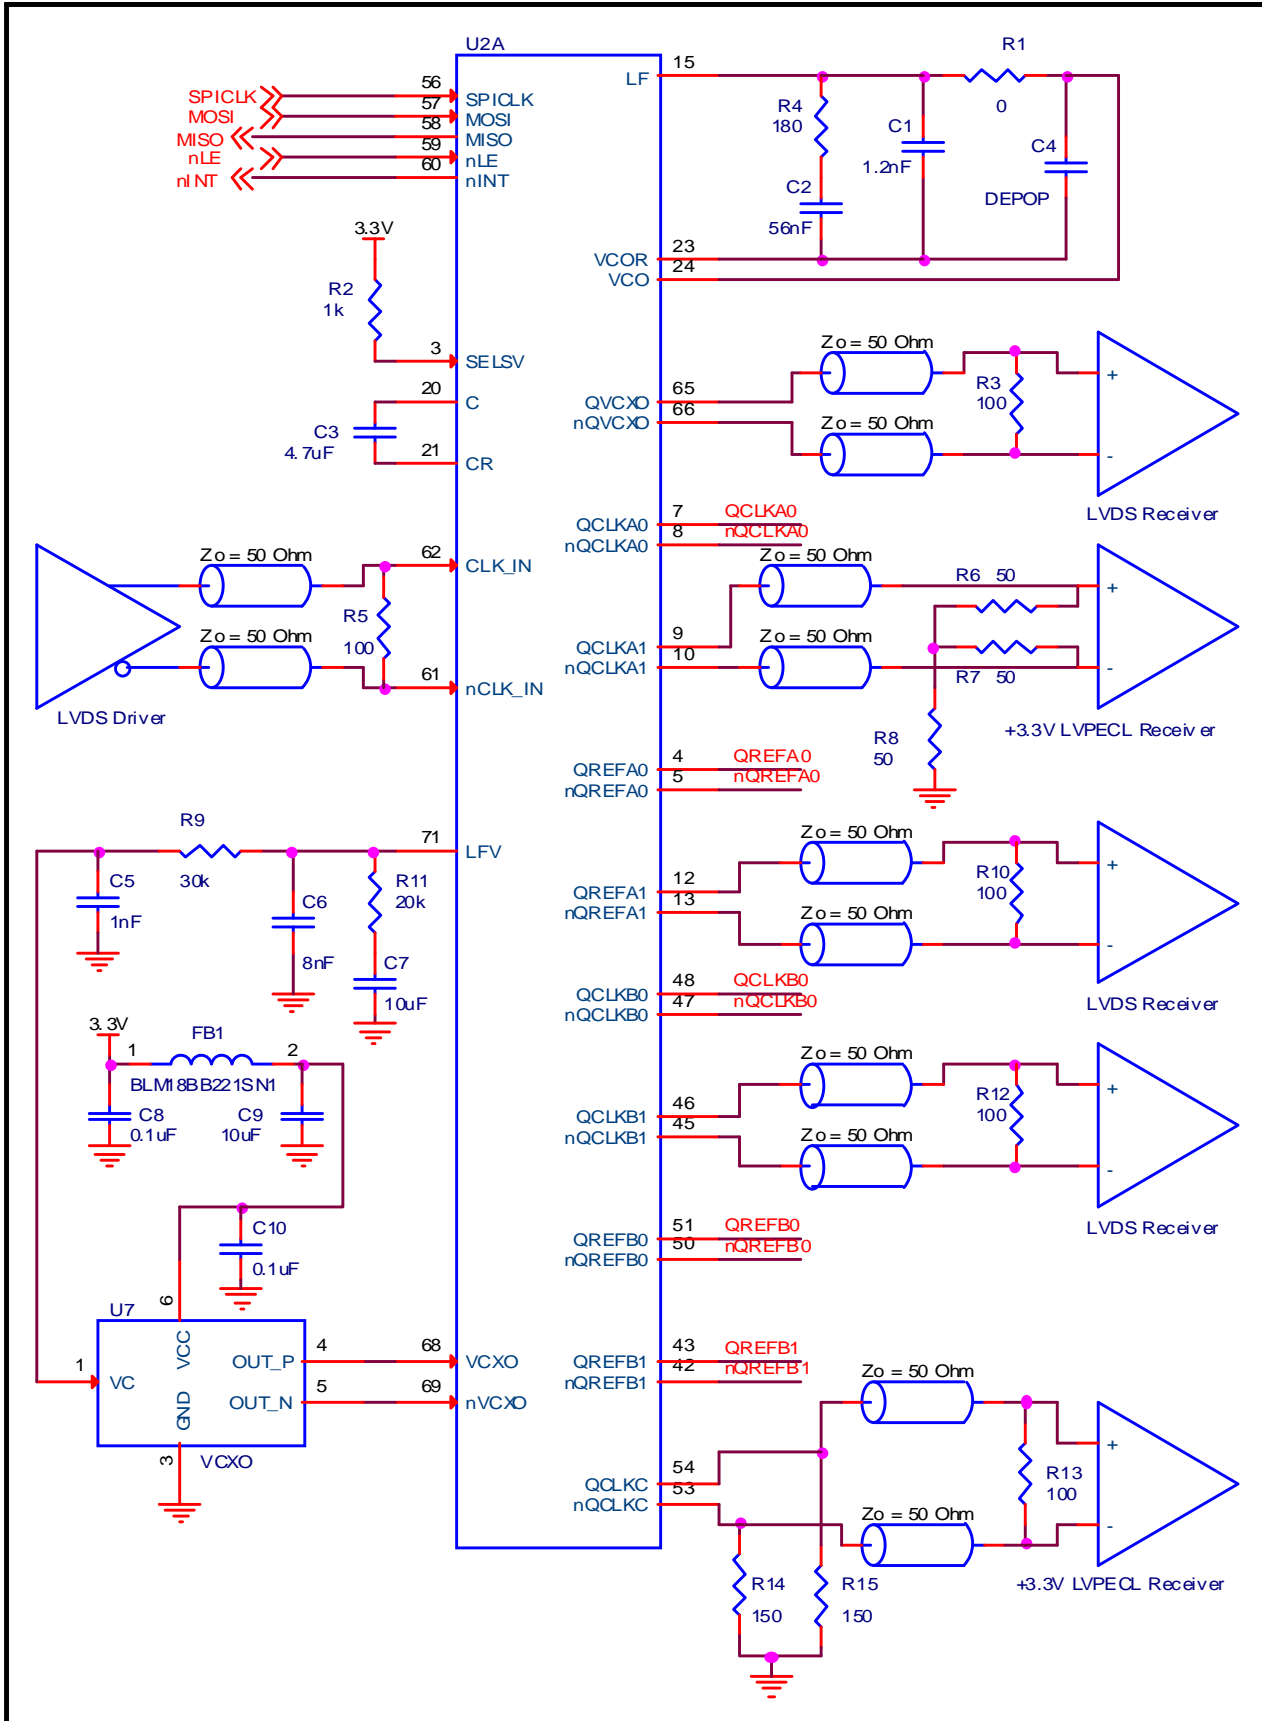 U2A
SPICLK
56
SPICLK
MOSI
57
MOSI
MISO
58
MISO
nLE
59
nLE
nINT
60
nINT
LF
15
R1
0
R4
180
C1
1.2nF
C4
DEPOP
C2
56nF
VCOR
23
VCO
24
3.3V
R2
1k
3
SELSV
20
C
C3
4.7uF
21
CR
Zo = 50 Ohm
QVCXO
65
nQVCXO
66
R3
100
Zo = 50 Ohm
+
-
LVDS Receiver
QCLKA0
7
QCLKA0
nQCLKA0
8
nQCLKA0
Zo = 50 Ohm
62
CLK_IN
R5
100
Zo = 50 Ohm
61
nCLK_IN
LVDS Driver
Zo = 50 Ohm
R6 50
QCLKA1
9
Zo = 50 Ohm
nQCLKA1
10
R7 50
+
-
R8
50
+3.3V LVPECL Receiver
QREFA0
4
QREFA0
nQREFA0
5
nQREFA0
R9
30k
71
LFV
C5
1nF
C6
8nF
R11
20k
C7
10uF
Zo = 50 Ohm
QREFA1
12
nQREFA1
13
R10
100
Zo = 50 Ohm
+
-
LVDS Receiver
QCLKB0
48
QCLKB0
nQCLKB0
47
nQCLKB0
3.3V
1
FB1
2
BLM18BB221SN1
C8
0.1uF
C9
10uF
Zo = 50 Ohm
QCLKB1
46
nQCLKB1
45
R12
100
Zo = 50 Ohm
+
-
LVDS Receiver
C10
0.1uF
QREFB0
51
QREFB0
nQREFB0
50
nQREFB0
U7
6
VCC
1
VC
OUT_P
4
68
VCXO
OUT_N
5
69
nVCXO
GND
3
VCXO
QREFB1
43
QREFB1
nQREFB1
42
nQREFB1
Zo = 50 Ohm
QCLKC
54
nQCLKC
53
R13
100
Zo = 50 Ohm
+
-
R14
150
R15
150
+3.3V LVPECL Receiver